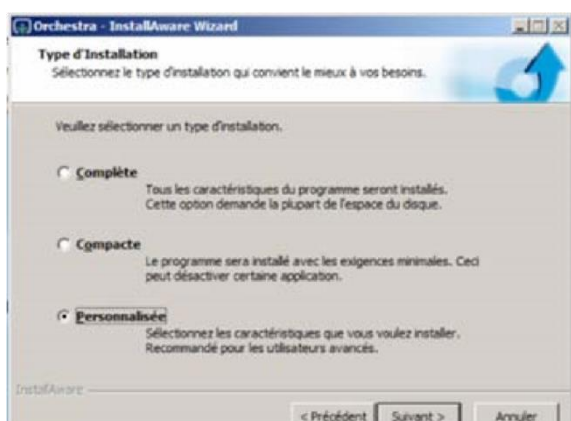 Orchestra - InstallAware Wizard
Type d'Installation
Sélectionnez le type d'installation qui convient le mieux à vos besoins.
Veuillez sélectionner un type d'installation.
Complète
Tous les caractéristiques du programme seront installés.
Cette option demande la plupart de l'espace du disque.
Compacte
Le programme sera installé avec les exigences minimales. Ceci
peut désactiver certaine application.
Personnalisée
Sélectionnez les caractéristiques que vous voulez installer.
Recommandé pour les utilisateurs avancés.
InstallAware
< Précédent Suivant > Annuler